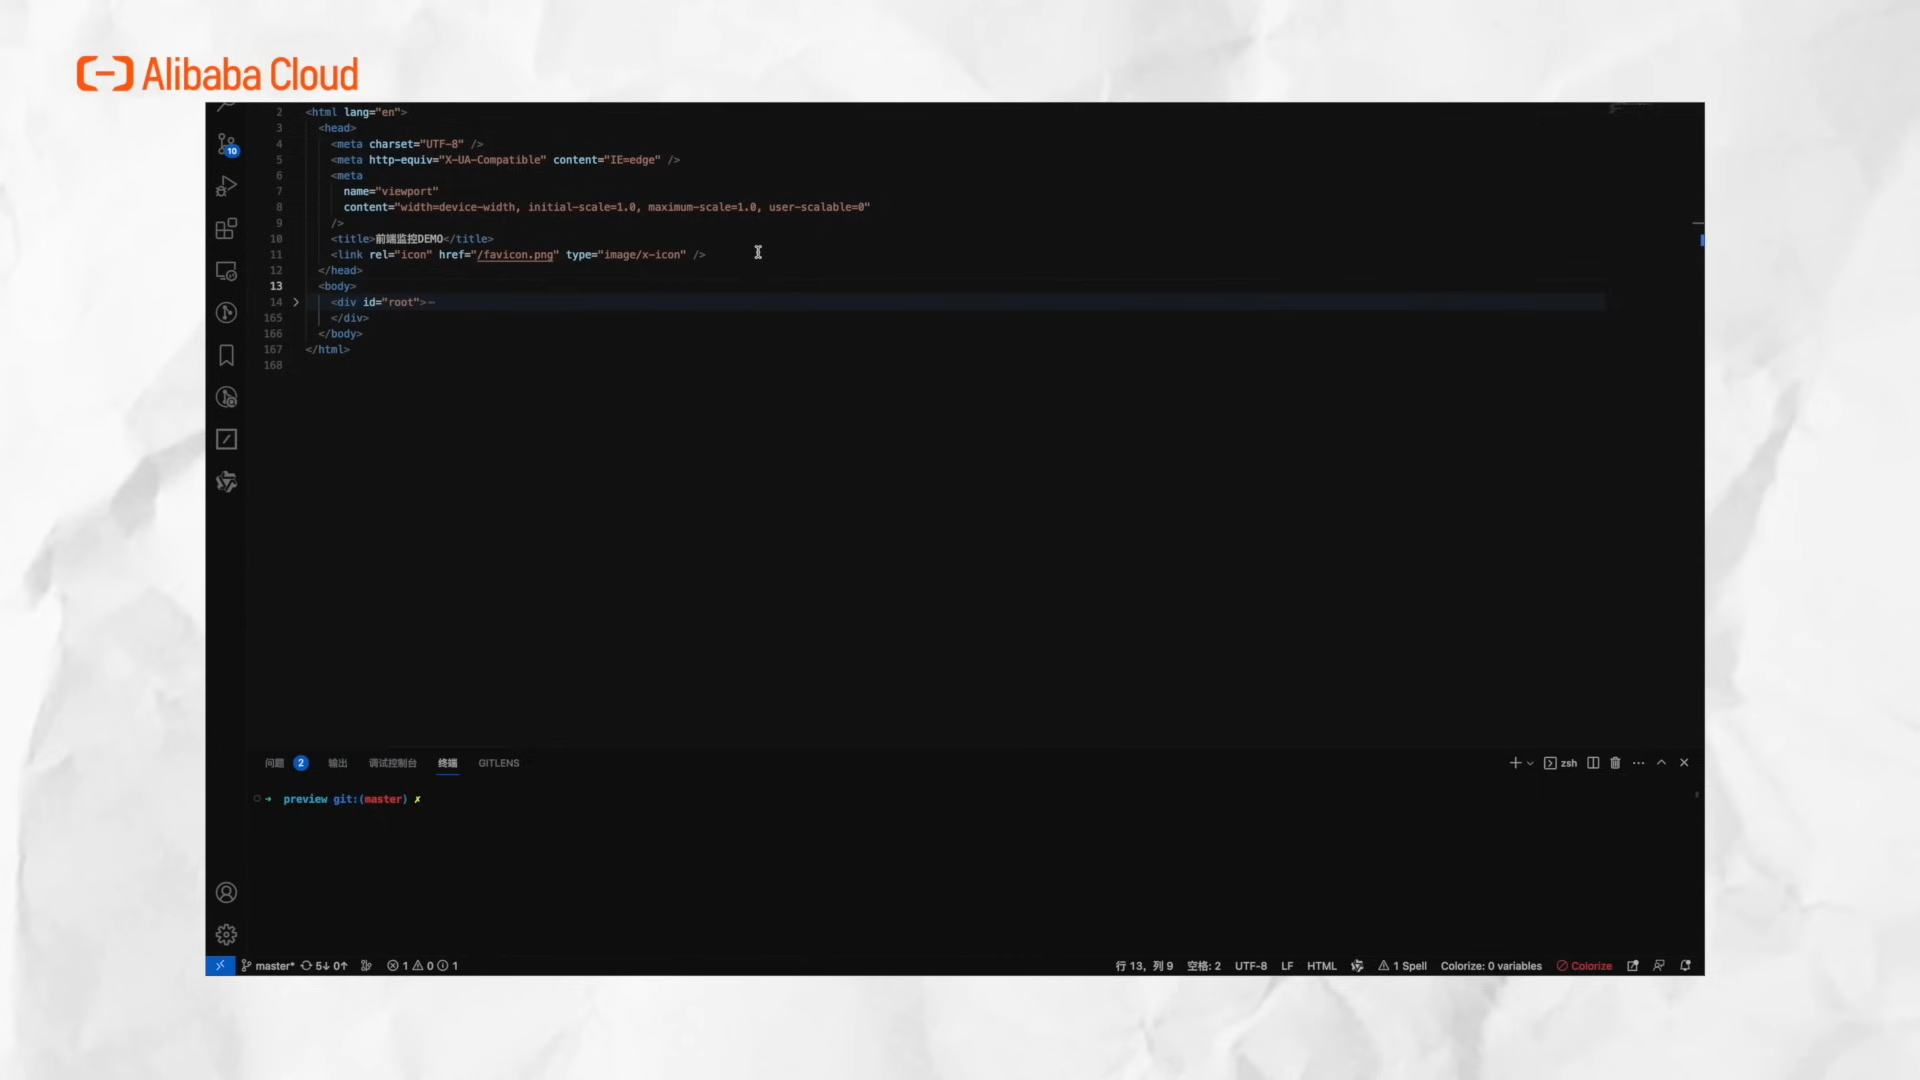 Alibaba Cloud
2 <html lang="en">
3 <head>
4 <meta charset="UTF-8" />
5 <meta http-equiv="X-UA-Compatible" content="IE=edge" />
6 <meta
7 name="viewport"
8 content="width=device-width, initial-scale=1.0, maximum-scale=1.0, user-scalable=0"
9 />
10 <title>前端监控DEMO</title>
11 <link rel="icon" href="/favicon.png" type="image/x-icon" />
12 </head>
13 <body>
14 <div id="root">
165 </div>
166 </body>
167 </html>
168
10
问题 2 输出 调试控制台 终端 GITLENS zsh
preview git:(master) ✗
master* 5↓ 0↑ 1 0 1 行 13, 列 9 空格: 2 UTF-8 LF HTML 1 Spell Colorize: 0 variables Colorize